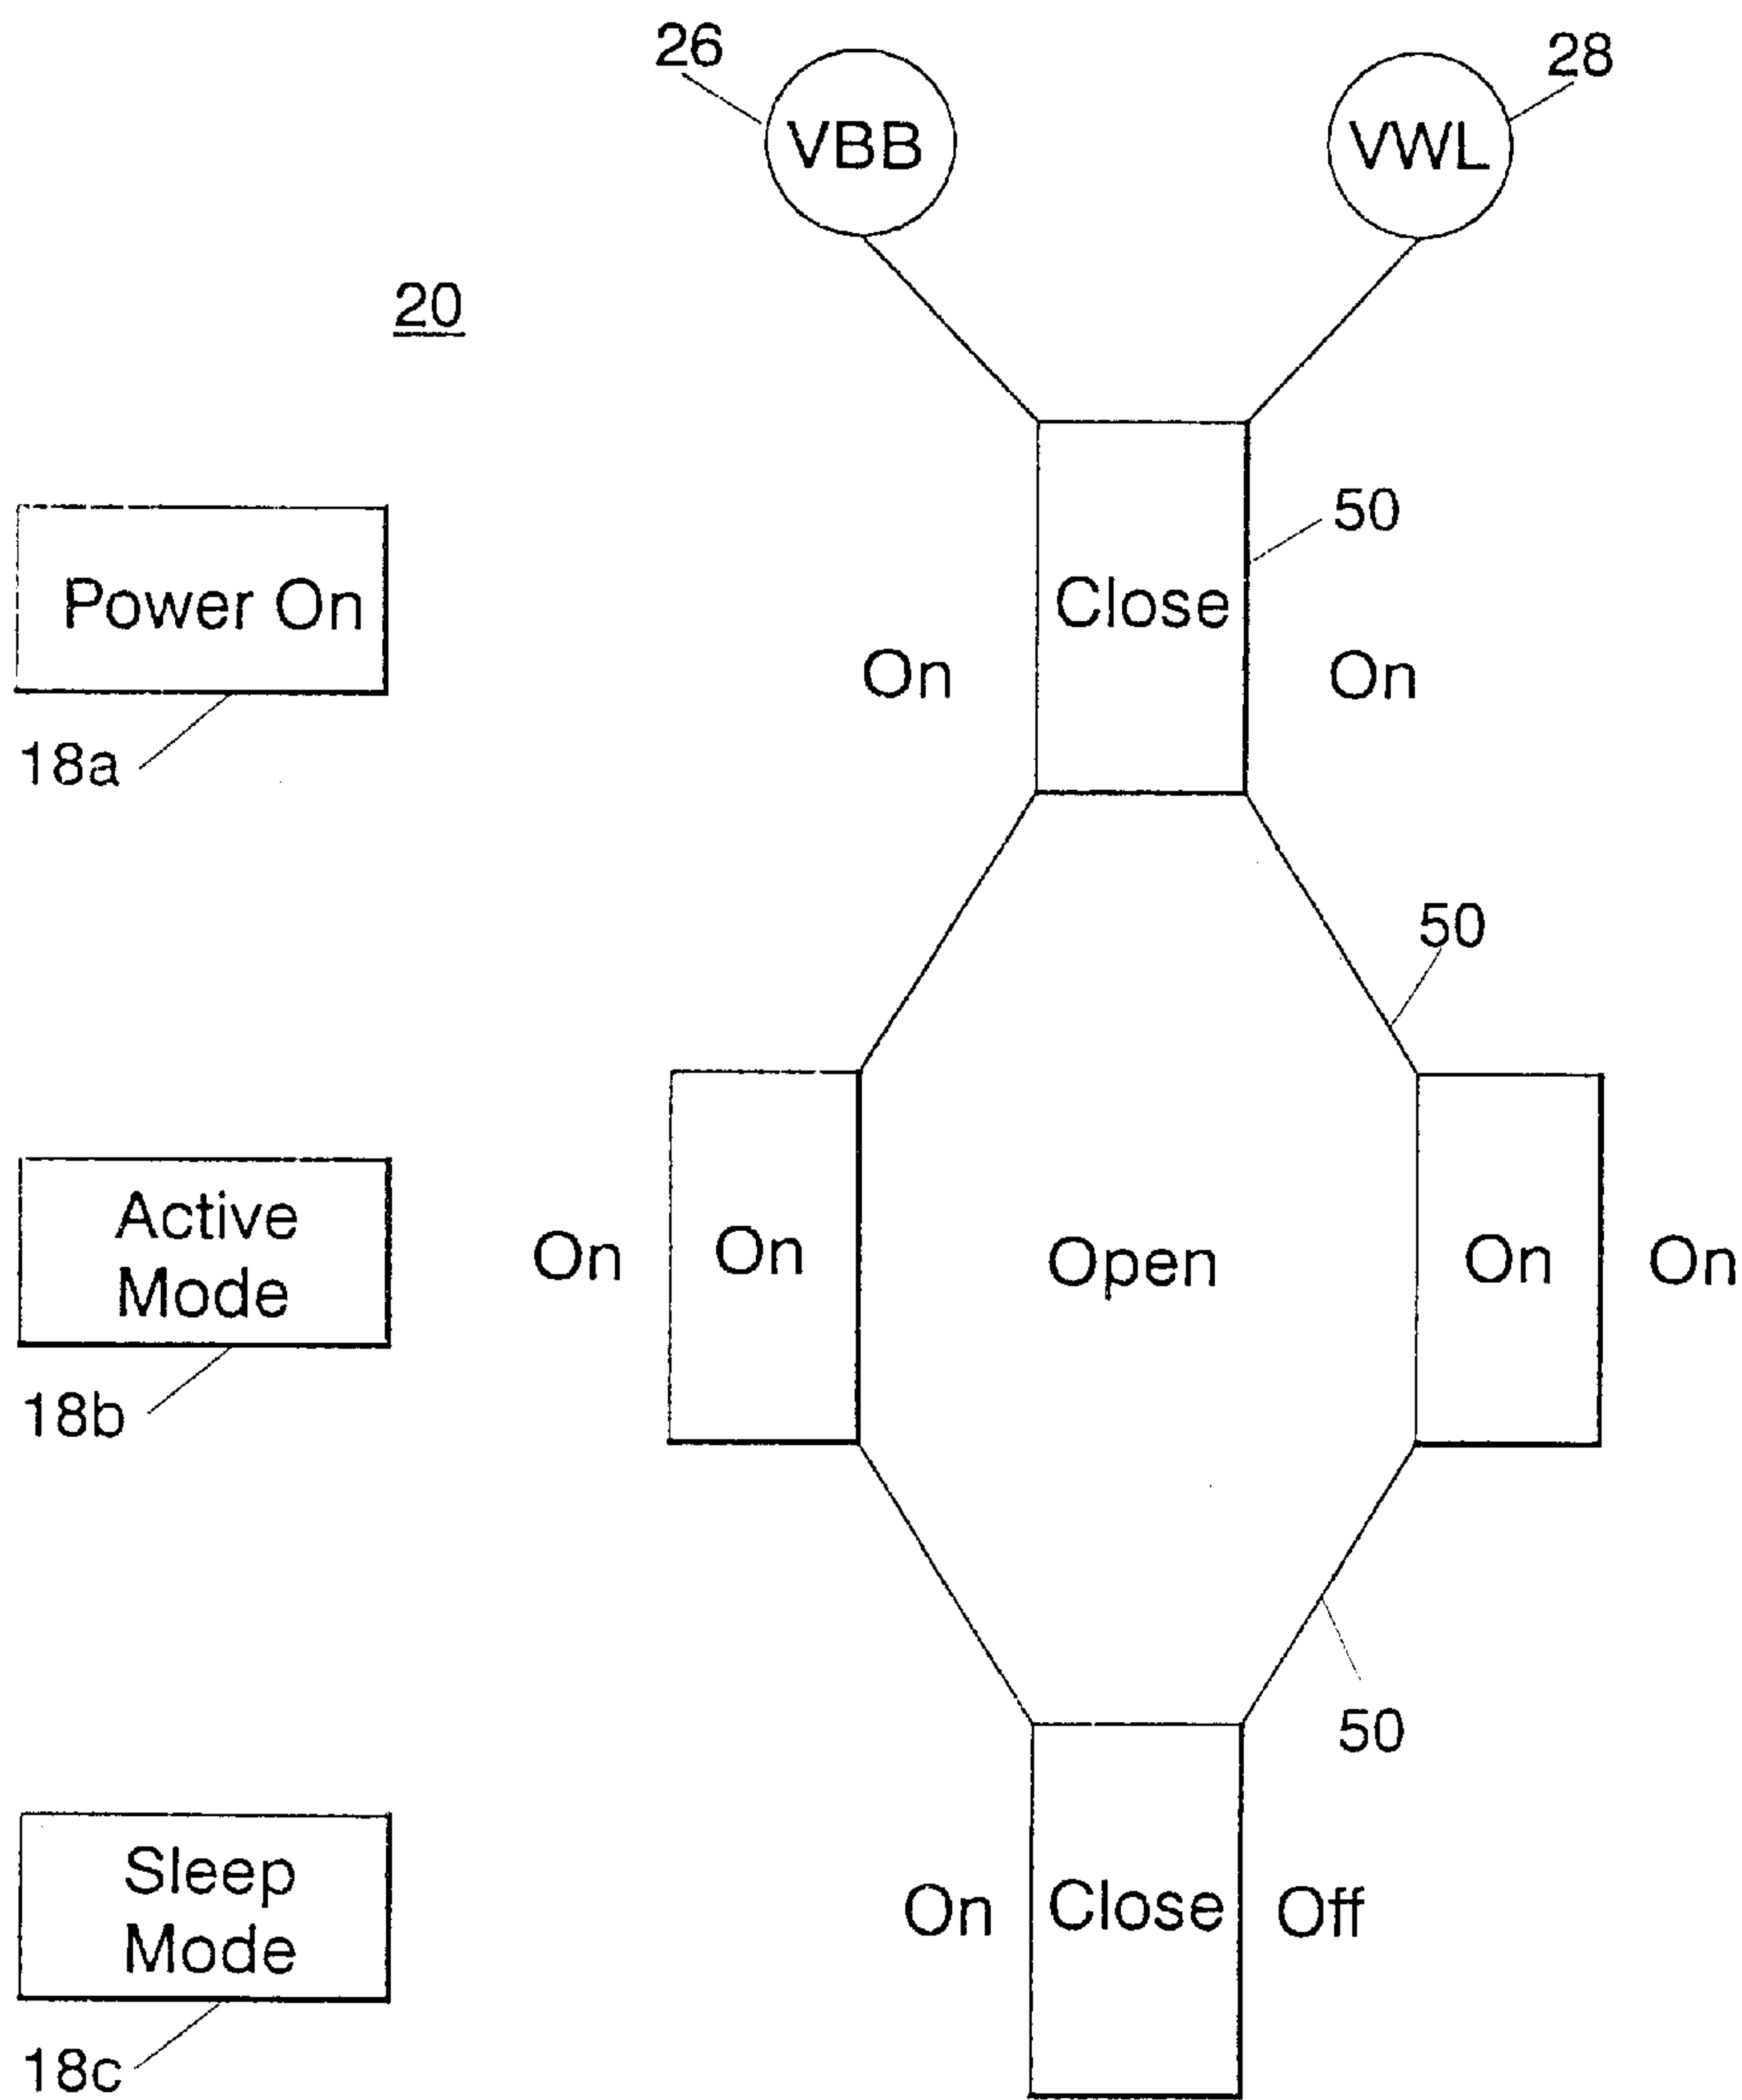 26
28
VBB
VWL
20
50
Power On
Close
On
On
18a
50
Active
Mode
On
On
Open
On
On
18b
50
Sleep
Mode
On
Close
Off
18c